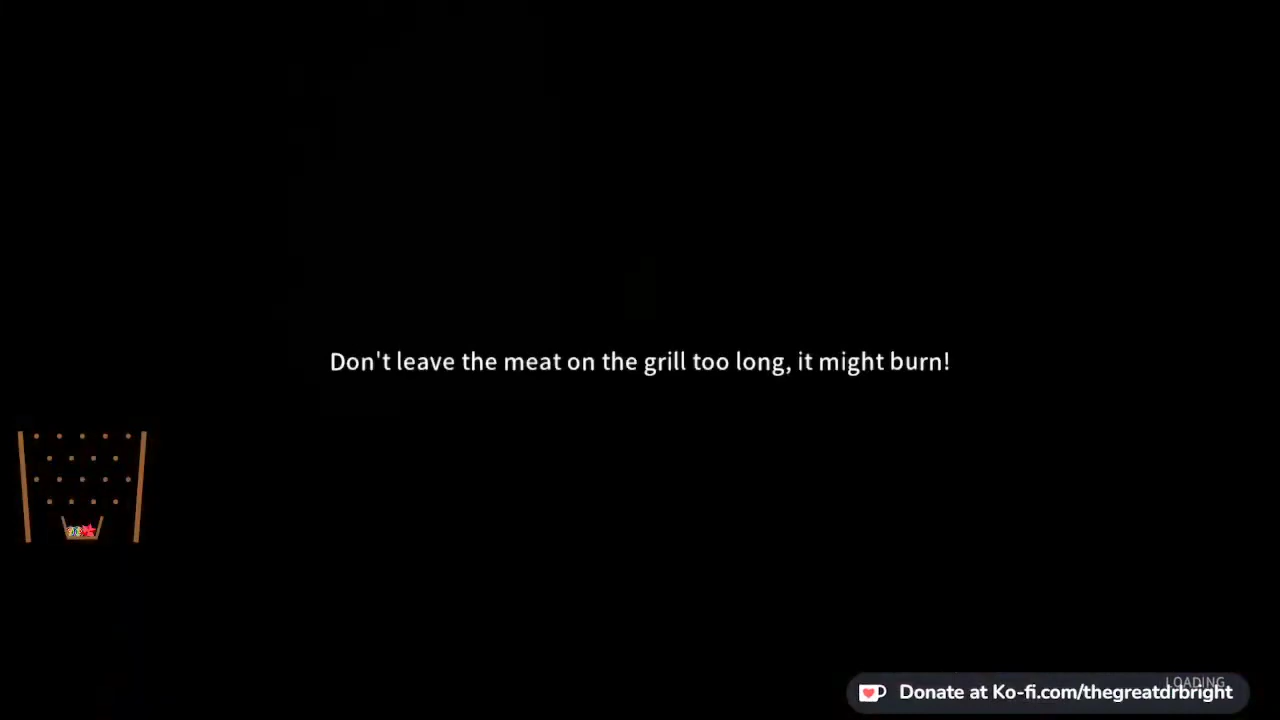 Don't leave the meat on the grill too long, it might burn!
LOADING
Donate at Ko-fi.com/thegreatdrbright